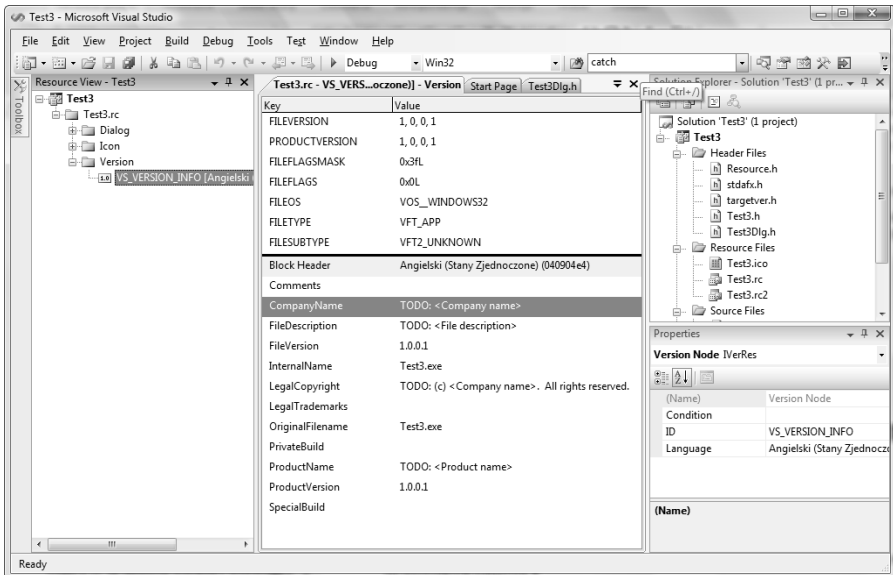 Test3 - Microsoft Visual Studio
File Edit View Project Build Debug Tools Test Window Help
Debug Win32 catch
Toolbox
Resource View - Test3
Test3
Test3.rc
Dialog
Icon
Version
VS_VERSION_INFO [Angielski (
Test3.rc - VS_VERS...oczone)] - Version Start Page Test3Dlg.h
Key Value
FILEVERSION 1, 0, 0, 1
PRODUCTVERSION 1, 0, 0, 1
FILEFLAGSMASK 0x3fL
FILEFLAGS 0x0L
FILEOS VOS__WINDOWS32
FILETYPE VFT_APP
FILESUBTYPE VFT2_UNKNOWN
Block Header Angielski (Stany Zjednoczone) (040904e4)
Comments
CompanyName TODO: <Company name>
FileDescription TODO: <File description>
FileVersion 1.0.0.1
InternalName Test3.exe
LegalCopyright TODO: (c) <Company name>. All rights reserved.
LegalTrademarks
OriginalFilename Test3.exe
PrivateBuild
ProductName TODO: <Product name>
ProductVersion 1.0.0.1
SpecialBuild
Solution Explorer - Solution 'Test3' (1 pr...
Find (Ctrl+/)
Solution 'Test3' (1 project)
Test3
Header Files
Resource.h
stdafx.h
targetver.h
Test3.h
Test3Dlg.h
Resource Files
Test3.ico
Test3.rc
Test3.rc2
Source Files
Properties
Version Node IVerRes
(Name) Version Node
Condition
ID VS_VERSION_INFO
Language Angielski (Stany Zjednoczo
(Name)
Ready